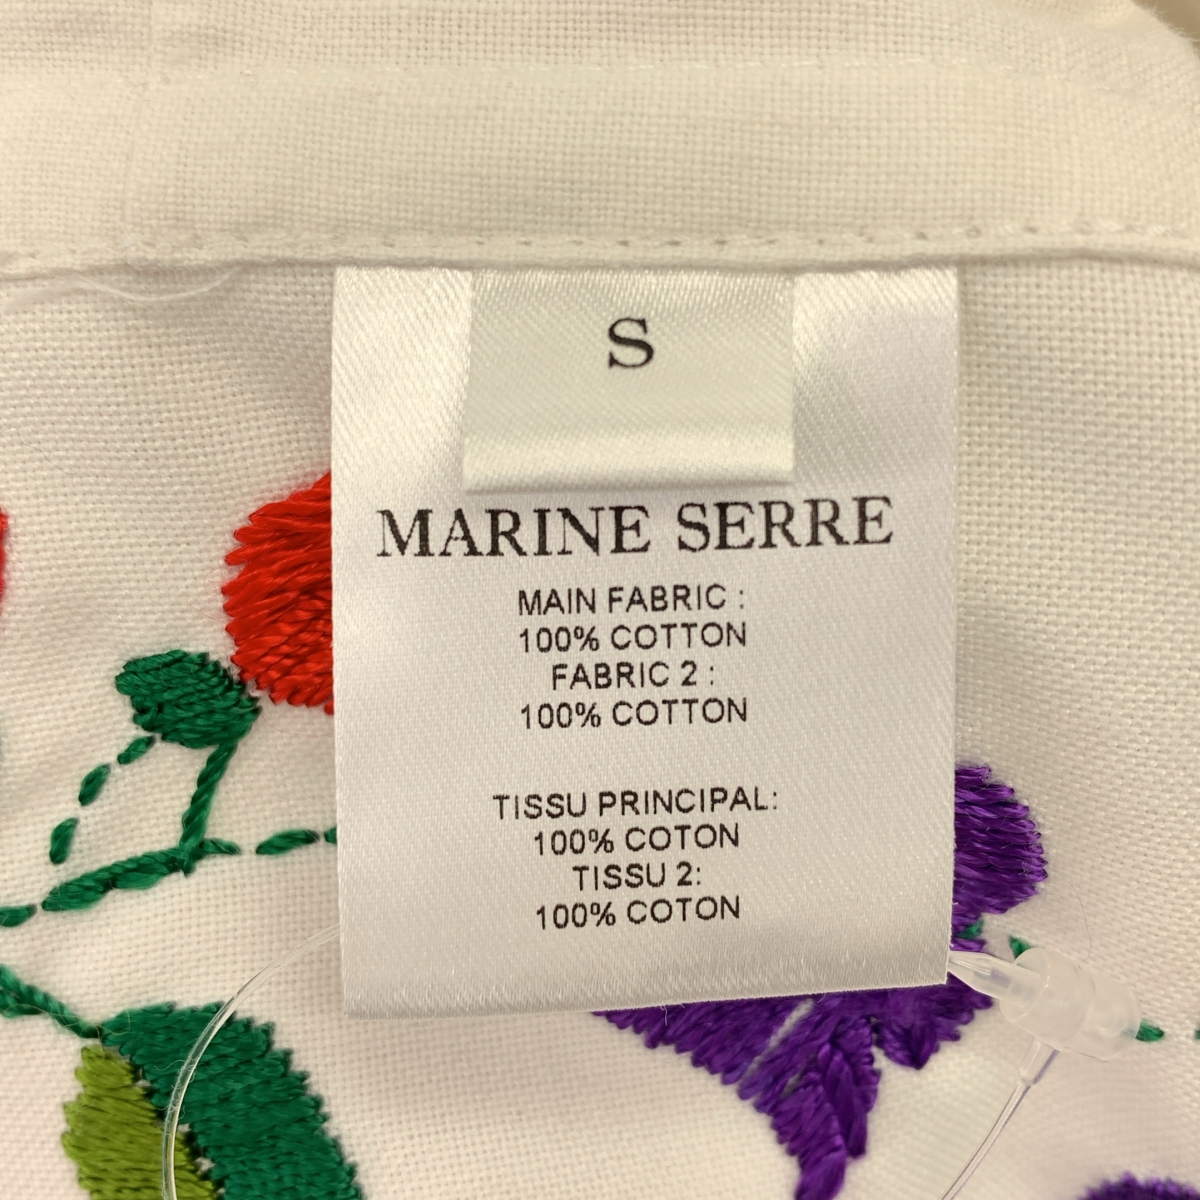 S
MARINE SERRE
MAIN FABRIC :
100% COTTON
FABRIC 2 :
100% COTTON
TISSU PRINCIPAL:
100% COTON
TISSU 2:
100% COTON